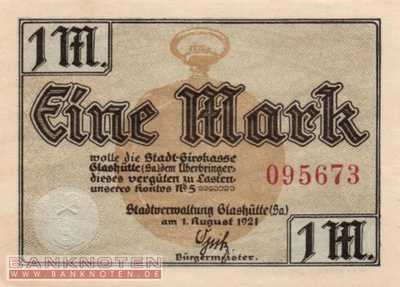 1 M.
Eine Mark
wolle die Stadt-Girokasse
Glashütte (Sa) dem Überbringer
dieses vergüten zu Lasten
unseres Kontos No 5
095673
Stadtverwaltung Glashütte (Sa)
am 1. August 1921
Bürgermeister.
1 M.
BANKNOTEN
WWW.BANKNOTEN.DE